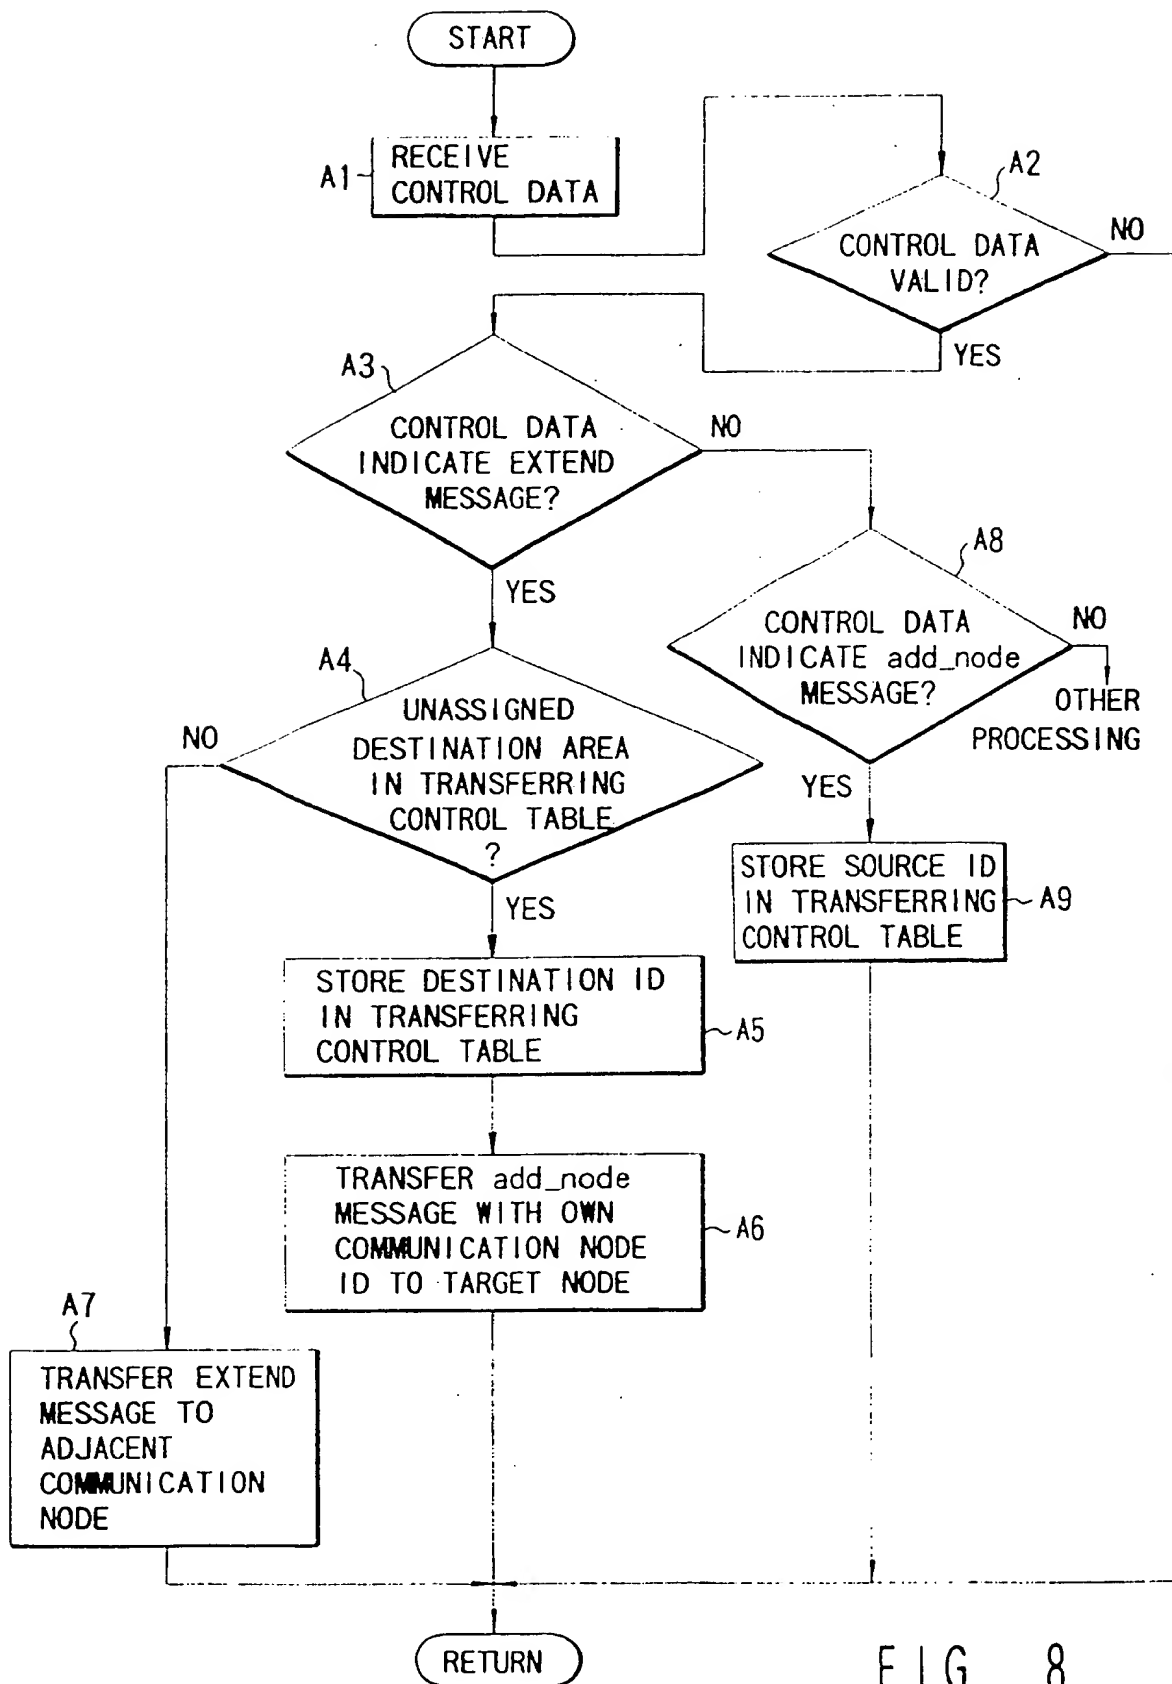 START
A1
RECEIVE
CONTROL DATA
A2
CONTROL DATA
VALID?
NO
YES
A3
CONTROL DATA
INDICATE EXTEND
MESSAGE?
NO
YES
A8
CONTROL DATA
INDICATE add_node
MESSAGE?
NO
OTHER
PROCESSING
YES
A4
UNASSIGNED
DESTINATION AREA
IN TRANSFERRING
CONTROL TABLE
?
NO
YES
STORE SOURCE ID
IN TRANSFERRING
CONTROL TABLE
A9
STORE DESTINATION ID
IN TRANSFERRING
CONTROL TABLE
A5
TRANSFER add_node
MESSAGE WITH OWN
COMMUNICATION NODE
ID TO TARGET NODE
A6
A7
TRANSFER EXTEND
MESSAGE TO
ADJACENT
COMMUNICATION
NODE
RETURN
FIG 8